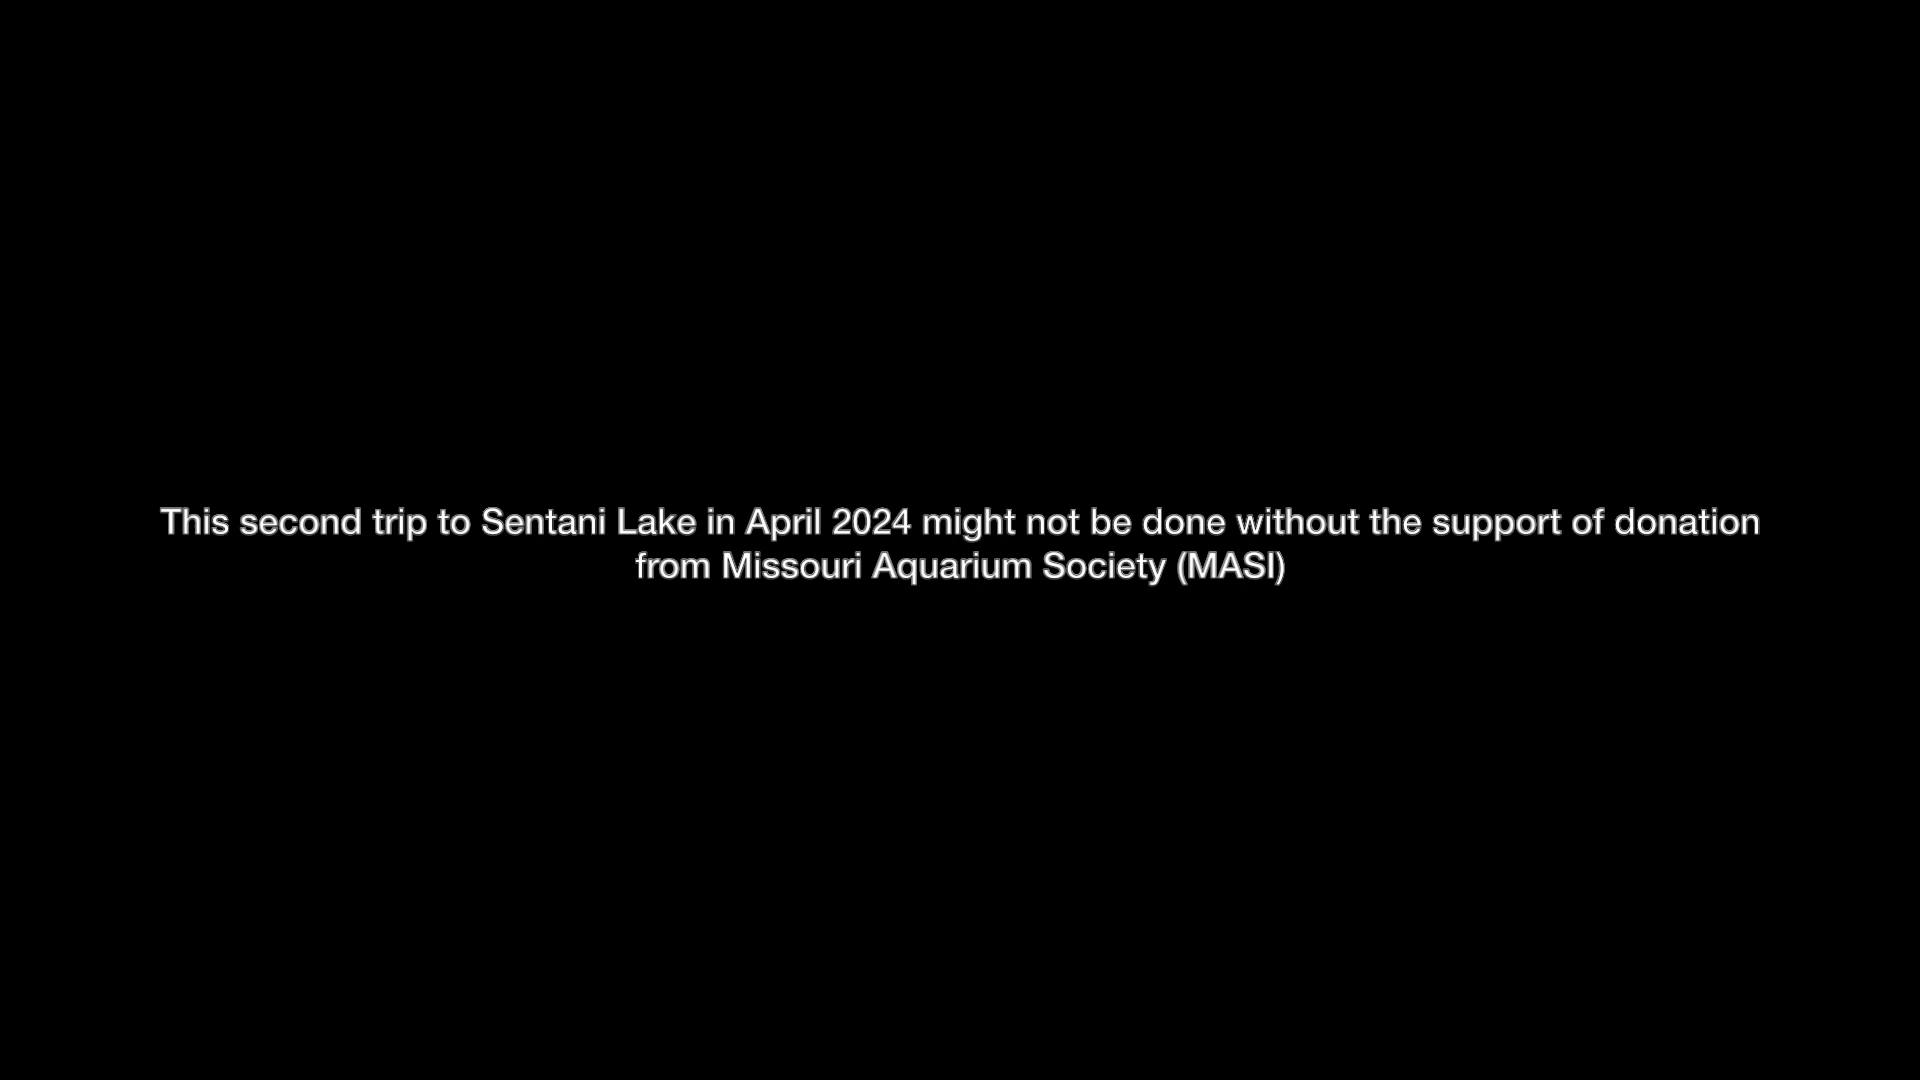 This second trip to Sentani Lake in April 2024 might not be done without the support of donation
from Missouri Aquarium Society (MASI)